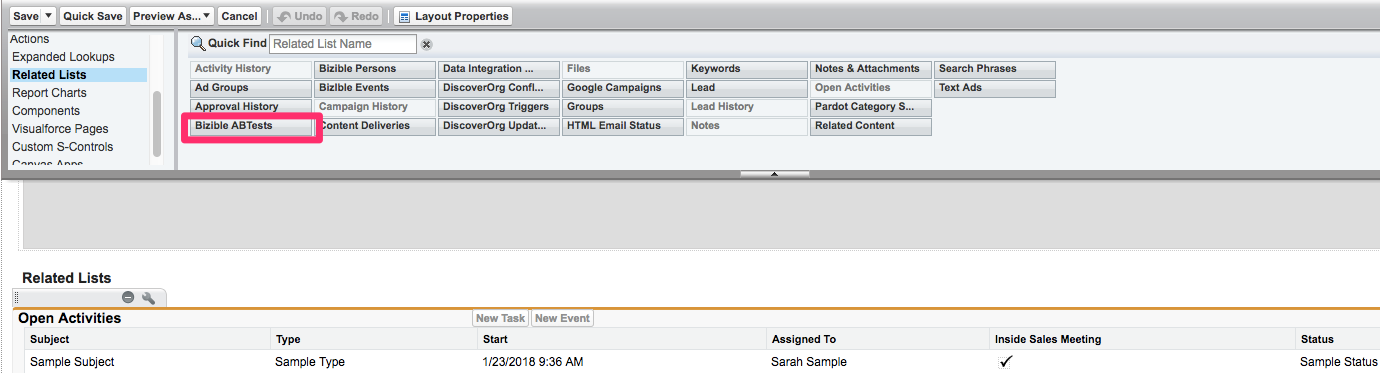 Save Quick Save Preview As... Cancel Undo Redo Layout Properties
Actions
Expanded Lookups
Related Lists
Report Charts
Components
Visualforce Pages
Custom S-Controls
Canvas Apps
Quick Find Related List Name
Activity History Bizible Persons Data Integration ... Files Keywords Notes & Attachments Search Phrases
Ad Groups BizIble Events DiscoverOrg Confl... Google Campaigns Lead Open Activities Text Ads
Approval History Campaign History DiscoverOrg Triggers Groups Lead History Pardot Category S...
Bizible ABTests Content Deliveries DiscoverOrg Updat... HTML Email Status Notes Related Content
Related Lists
Open Activities New Task New Event
Subject Type Start Assigned To Inside Sales Meeting Status
Sample Subject Sample Type 1/23/2018 9:36 AM Sarah Sample Sample Status